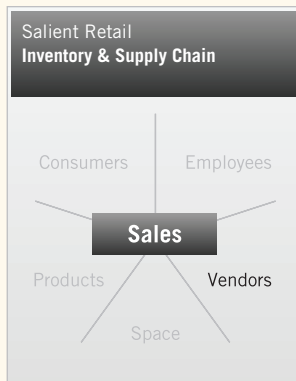 Salient Retail
Inventory & Supply Chain
Consumers
Employees
Sales
Products
Vendors
Space